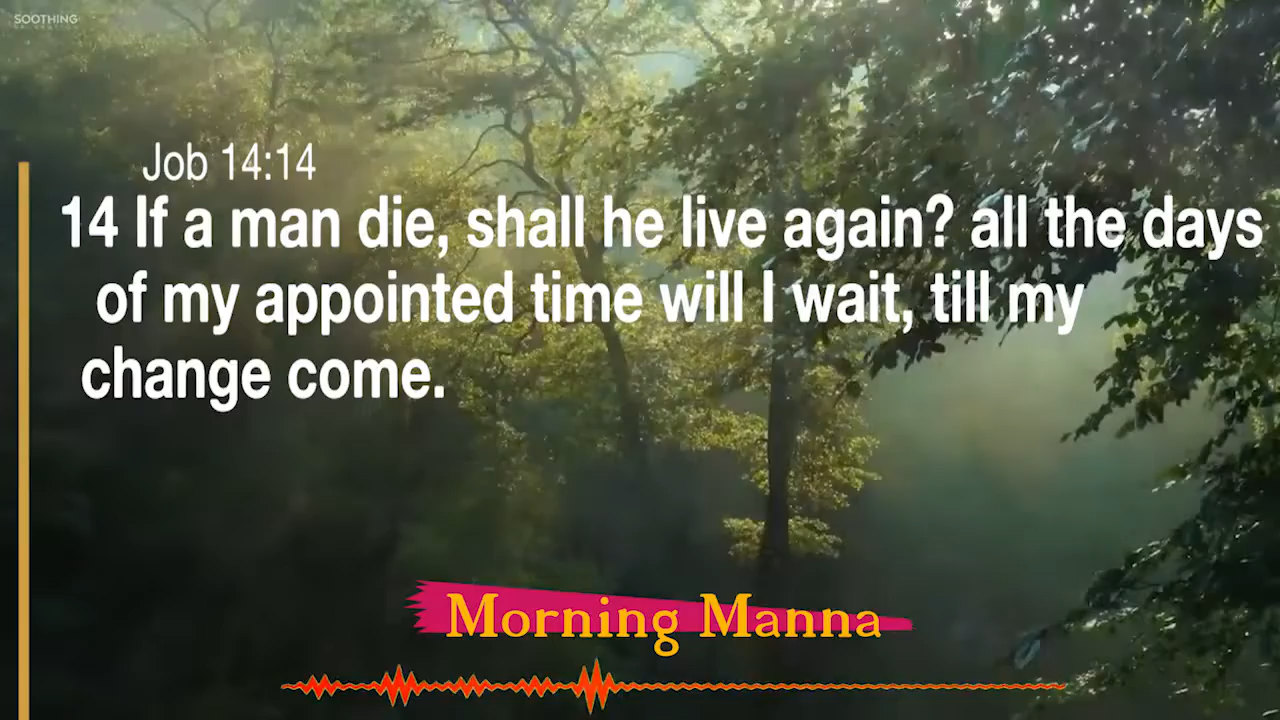 SOOTHING
Job 14:14
14 If a man die, shall he live again? all the days
of my appointed time will I wait, till my
change come.
Morning Manna